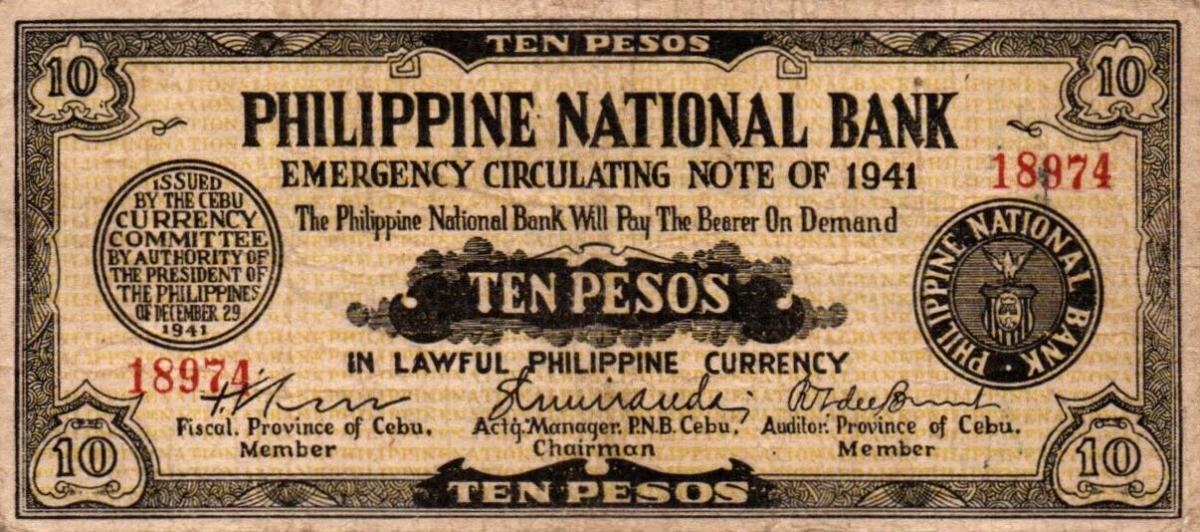 TEN PESOS
10
10
PHILIPPINE NATIONAL BANK
EMERGENCY CIRCULATING NOTE OF 1941
18974
The Philippine National Bank Will Pay The Bearer On Demand
ISSUED
BY THE CEBU
CURRENCY
COMMITTEE
BY AUTHORITY OF
THE PRESIDENT OF
THE PHILIPPINES
OF DECEMBER 29
1941
TEN PESOS
PHILIPPINE NATIONAL BANK
IN LAWFUL PHILIPPINE CURRENCY
18974
Fiscal. Province of Cebu.
Member
Actg. Manager. P.N.B. Cebu.
Chairman
Auditor. Province of Cebu.
Member
10
10
TEN PESOS